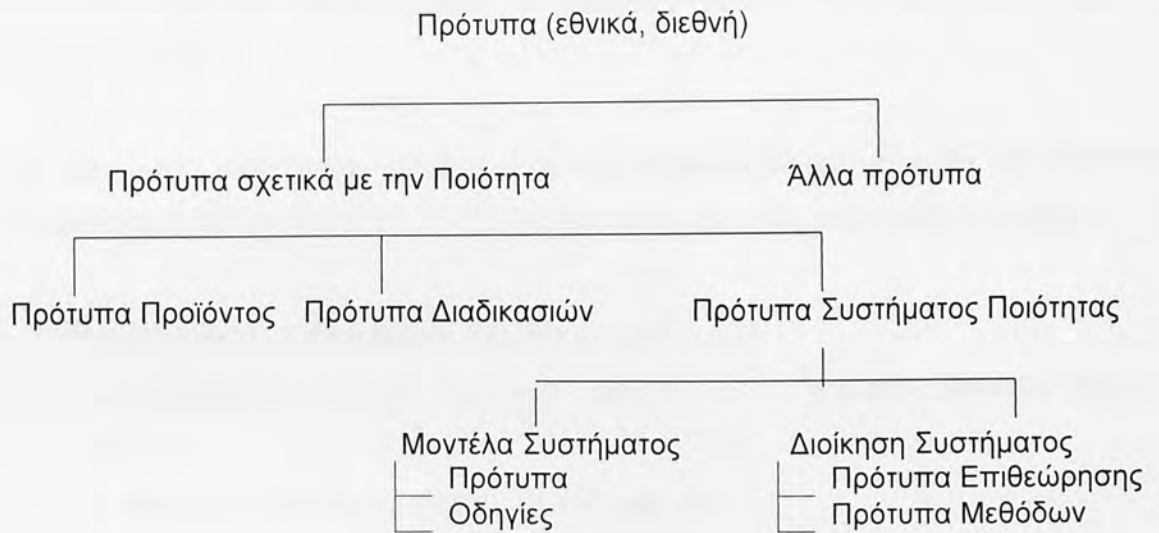 Πρότυπα (εθνικά, διεθνή)
Πρότυπα σχετικά με την Ποιότητα Άλλα πρότυπα
Πρότυπα Προϊόντος Πρότυπα Διαδικασιών Πρότυπα Συστήματος Ποιότητας
Μοντέλα Συστήματος Διοίκηση Συστήματος
Πρότυπα Πρότυπα Επιθεώρησης
Οδηγίες Πρότυπα Μεθόδων